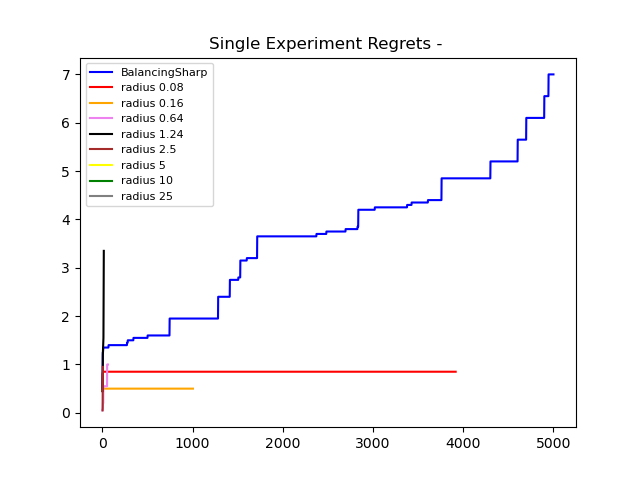 Single Experiment Regrets -
BalancingSharp
radius 0.08
radius 0.16
radius 0.64
radius 1.24
radius 2.5
radius 5
radius 10
radius 25
7
6
5
4
3
2
1
0
0 1000 2000 3000 4000 5000